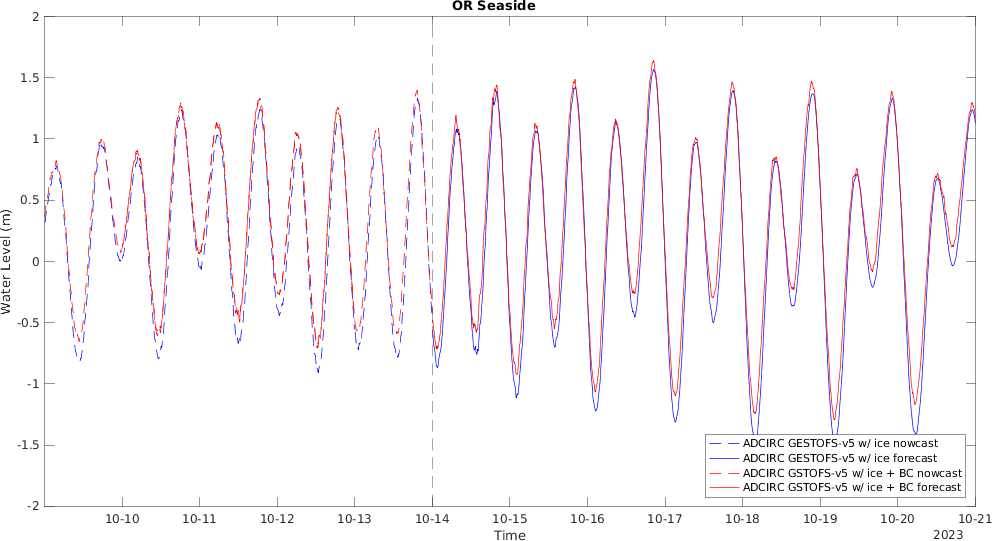 OR Seaside
2
1.5
1
0.5
0
-0.5
-1
-1.5
-2
Water Level (m)
10-10 10-11 10-12 10-13 10-14 10-15 10-16 10-17 10-18 10-19 10-20 10-21
Time
2023
ADCIRC GESTOFS-v5 w/ ice nowcast
ADCIRC GESTOFS-v5 w/ ice forecast
ADCIRC GSTOFS-v5 w/ ice + BC nowcast
ADCIRC GSTOFS-v5 w/ ice + BC forecast